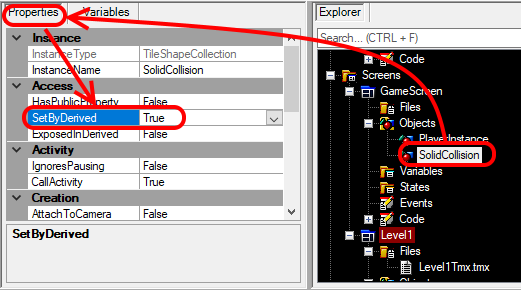 Properties Variables
Instance
InstanceType TileShapeCollection
InstanceName SolidCollision
Access
HasPublicProperty False
SetByDerived True
ExposedInDerived False
Activity
IgnoresPausing False
CallActivity True
Creation
AttachToCamera False
SetByDerived
Explorer
Search... (CTRL + F)
Code
Screens
GameScreen
Files
Objects
PlayerInstance
SolidCollision
Variables
States
Events
Code
Level1
Files
Level1Tmx.tmx
Objects